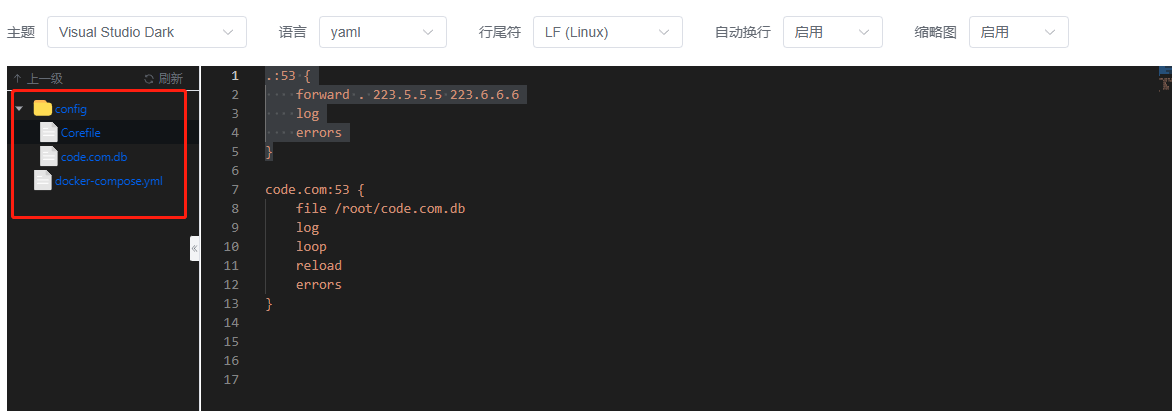 主题 Visual Studio Dark 语言 yaml 行尾符 LF (Linux) 自动换行 启用 缩略图 启用
上一级 刷新
config
Corefile
code.com.db
docker-compose.yml
1 .:53 {
2 ····forward·.·223.5.5.5·223.6.6.6
3 ····log
4 ····errors
5 }
6
7 code.com:53 {
8     file /root/code.com.db
9     log
10     loop
11     reload
12     errors
13 }
14
15
16
17